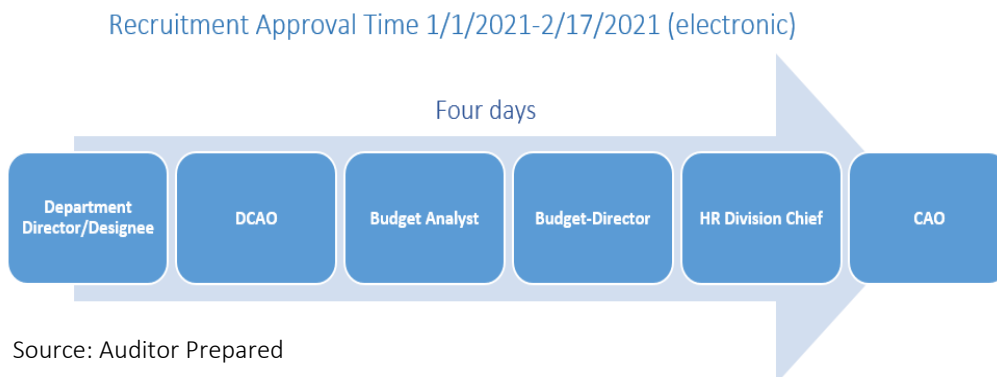 Recruitment Approval Time 1/1/2021-2/17/2021 (electronic)
Four days
Department
Director/Designee
DCAO
Budget Analyst
Budget-Director
HR Division Chief
CAO
Source: Auditor Prepared